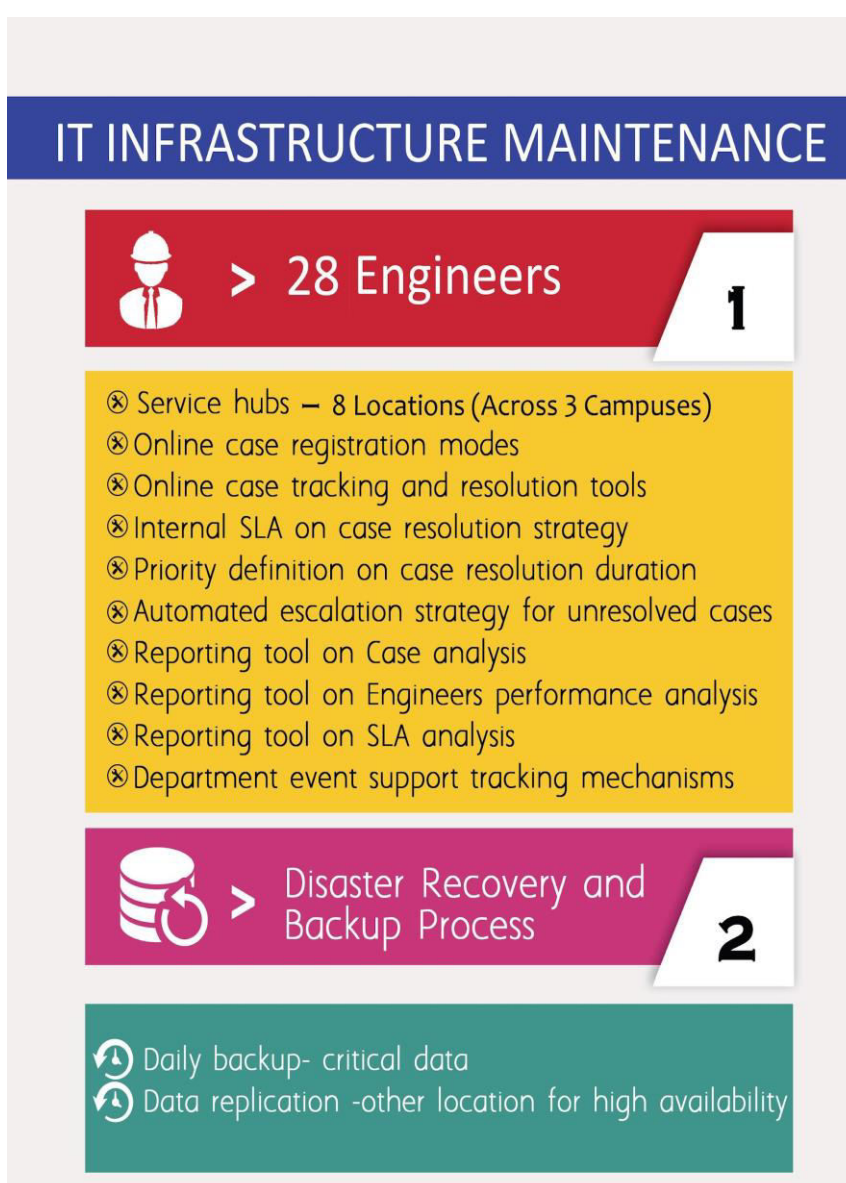 IT INFRASTRUCTURE MAINTENANCE
> 28 Engineers
1
Service hubs – 8 Locations (Across 3 Campuses)
Online case registration modes
Online case tracking and resolution tools
Internal SLA on case resolution strategy
Priority definition on case resolution duration
Automated escalation strategy for unresolved cases
Reporting tool on Case analysis
Reporting tool on Engineers performance analysis
Reporting tool on SLA analysis
Department event support tracking mechanisms
> Disaster Recovery and
Backup Process
2
Daily backup- critical data
Data replication -other location for high availability